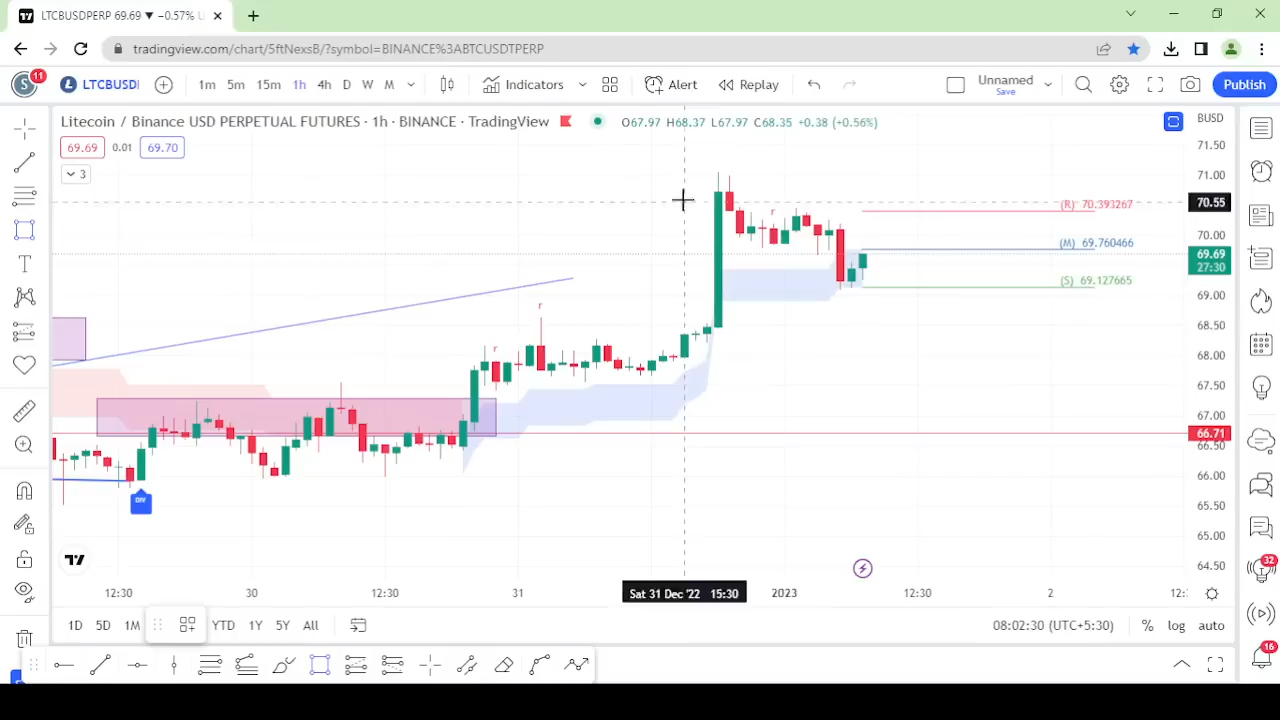 LTCBUSDPERP 69.69 ▼ −0.57%
tradingview.com/chart/5ftNexsB/?symbol=BINANCE%3ABTCUSDTPERP
S 11 LTCBUSD 1m 5m 15m 1h 4h D W M Indicators Alert Replay Unnamed Save Publish
Litecoin / Binance USD PERPETUAL FUTURES · 1h · BINANCE · TradingView O67.97 H68.37 L67.97 C68.35 +0.38 (+0.56%) BUSD
69.69 0.01 69.70
3
71.50
71.00
(R) 70.393267
70.55
r
70.00
(M) 69.760466
69.69
27:30
(S) 69.127665
69.00
r
68.50
r
68.00
67.50
67.00
66.71
66.50
66.00
DIV
65.50
65.00
64.50
12:30 30 12:30 31 Sat 31 Dec '22 15:30 2023 12:30 2
1D 5D 1M YTD 1Y 5Y All 08:02:30 (UTC+5:30) % log auto
32
16